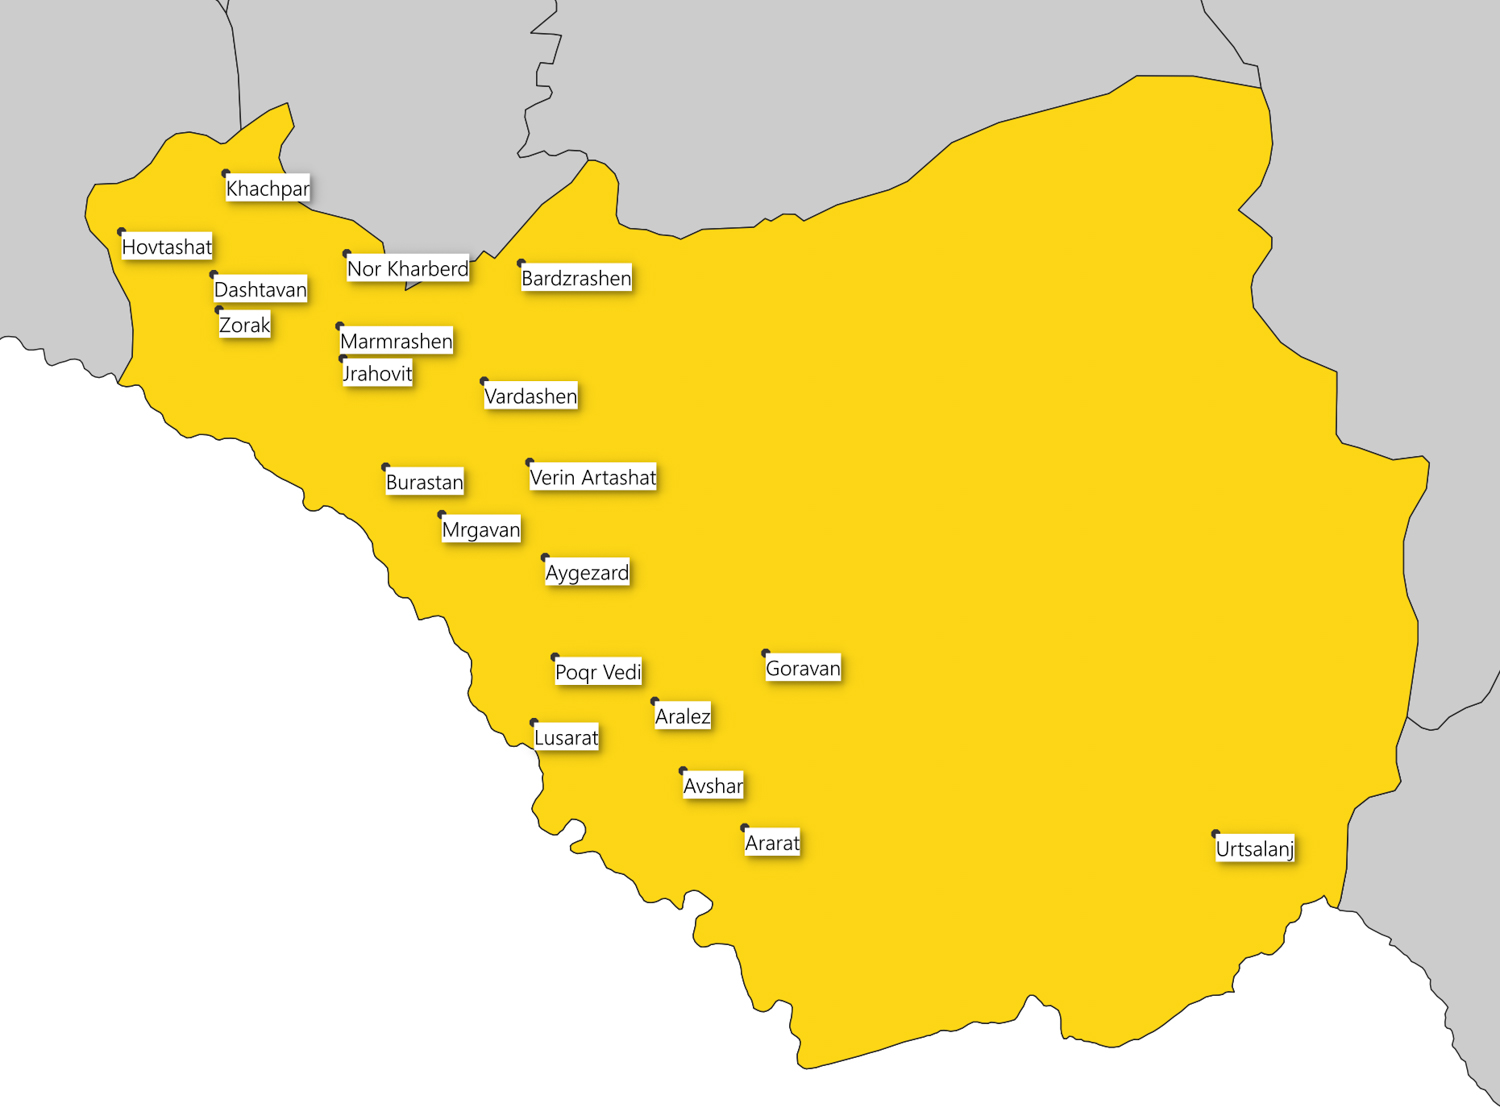 Khachpar
Hovtashat
Nor Kharberd
Bardzrashen
Dashtavan
Zorak
Marmrashen
Jrahovit
Vardashen
Verin Artashat
Burastan
Mrgavan
Aygezard
Poqr Vedi
Goravan
Aralez
Lusarat
Avshar
Ararat
Urtsalanj